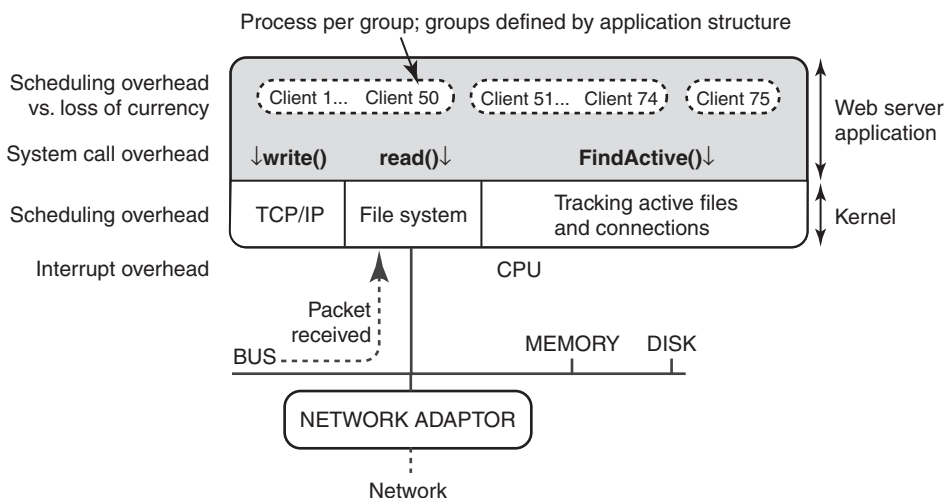 Process per group; groups defined by application structure
Scheduling overhead
vs. loss of currency
Client 1... Client 50
Client 51... Client 74
Client 75
Web server
application
System call overhead
↓write()
read()↓
FindActive()↓
Scheduling overhead
TCP/IP
File system
Tracking active files
and connections
Kernel
Interrupt overhead
CPU
Packet
received
BUS
MEMORY
DISK
NETWORK ADAPTOR
Network